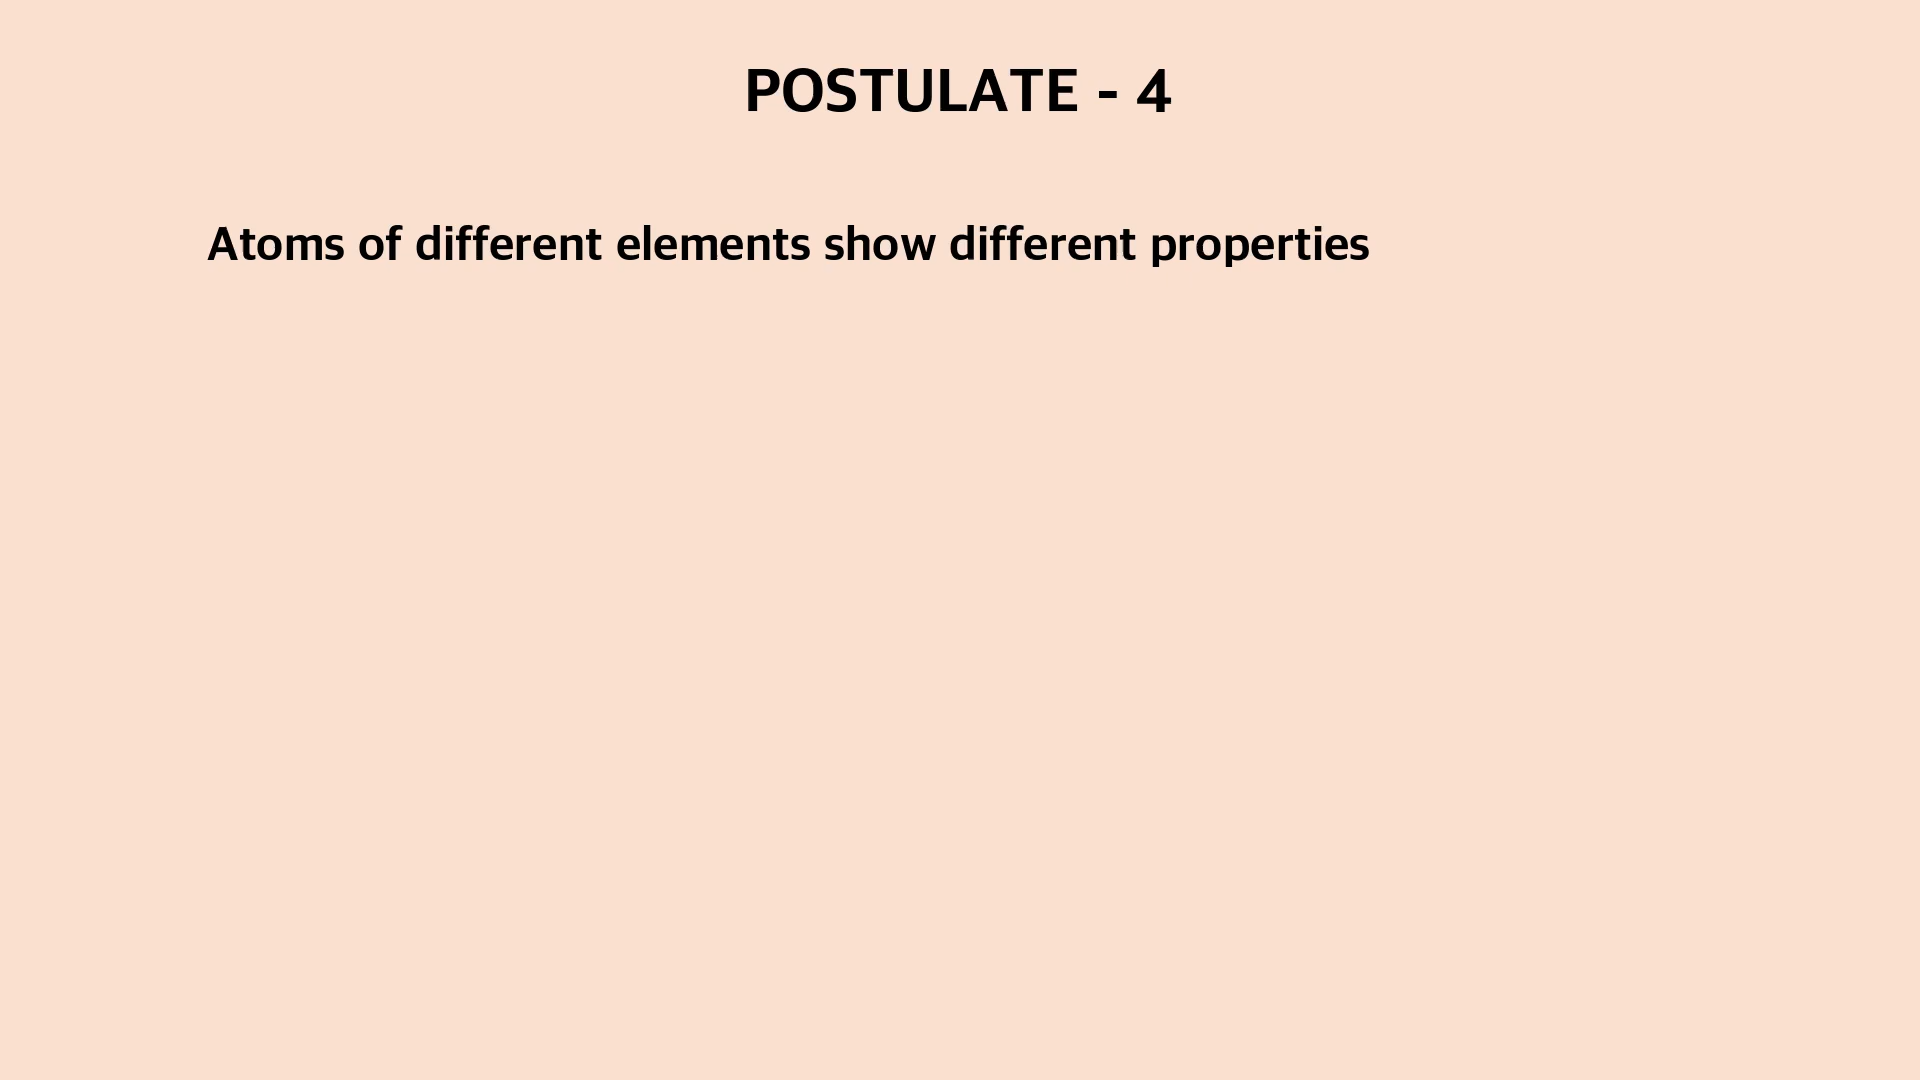 POSTULATE - 4
Atoms of different elements show different properties